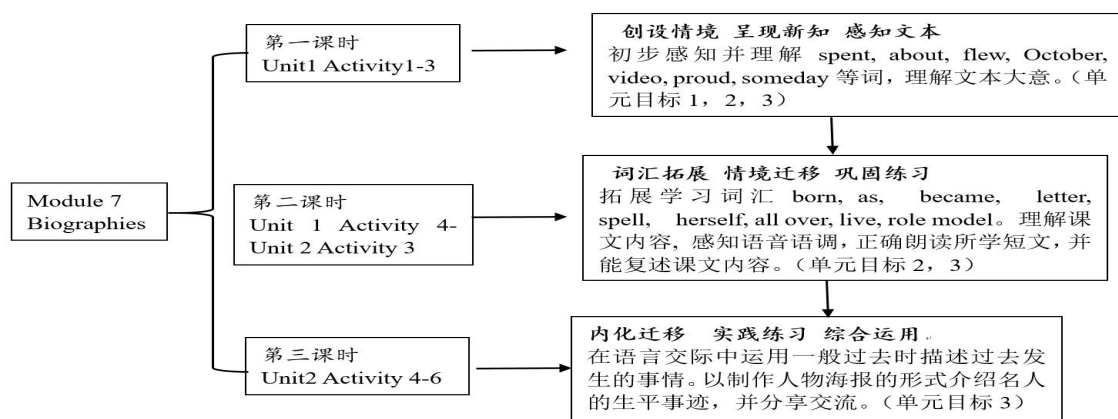 Module 7
Biographies
第一课时
Unit1 Activity1-3
创设情境 呈现新知 感知文本
初步感知并理解 spent, about, flew, October,
video, proud, someday 等词，理解文本大意。（单
元目标 1，2，3）
第二课时
Unit 1 Activity 4-
Unit 2 Activity 3
词汇拓展 情境迁移 巩固练习
拓展学习词汇 born, as, became, letter,
spell, herself, all over, live, role model。理解课
文内容，感知语音语调，正确朗读所学短文，并
能复述课文内容。（单元目标 2，3）
第三课时
Unit2 Activity 4-6
内化迁移 实践练习 综合运用.
在语言交际中运用一般过去时描述过去发
生的事情。以制作人物海报的形式介绍名人
的生平事迹，并分享交流。（单元目标 3）